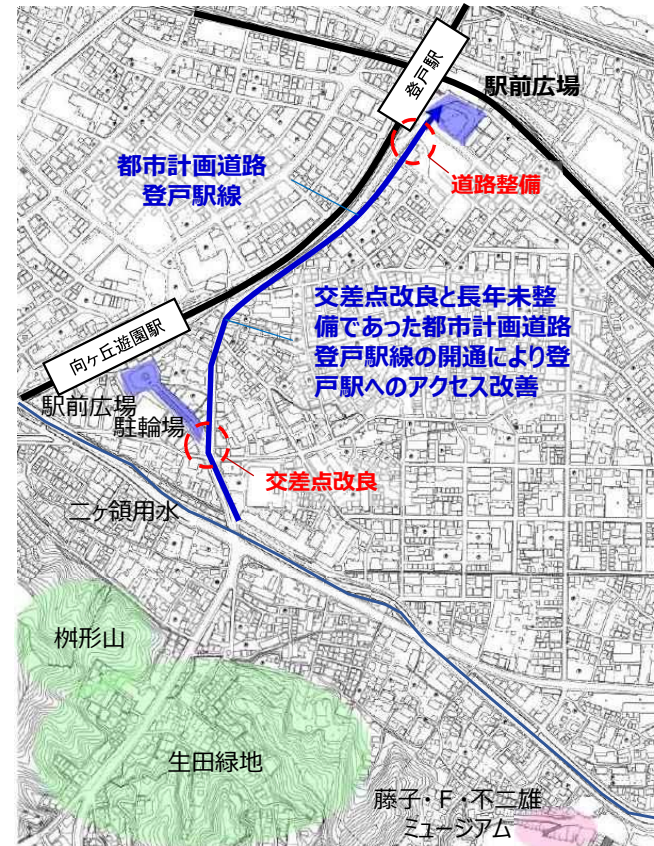 登戸駅
駅前広場
都市計画道路
登戸駅線
道路整備
交差点改良と長年未整
備であった都市計画道路
登戸駅線の開通により登
戸駅へのアクセス改善
向ヶ丘遊園駅
駅前広場
駐輪場
交差点改良
二ヶ領用水
桝形山
生田緑地
藤子・F・不二雄
ミュージアム